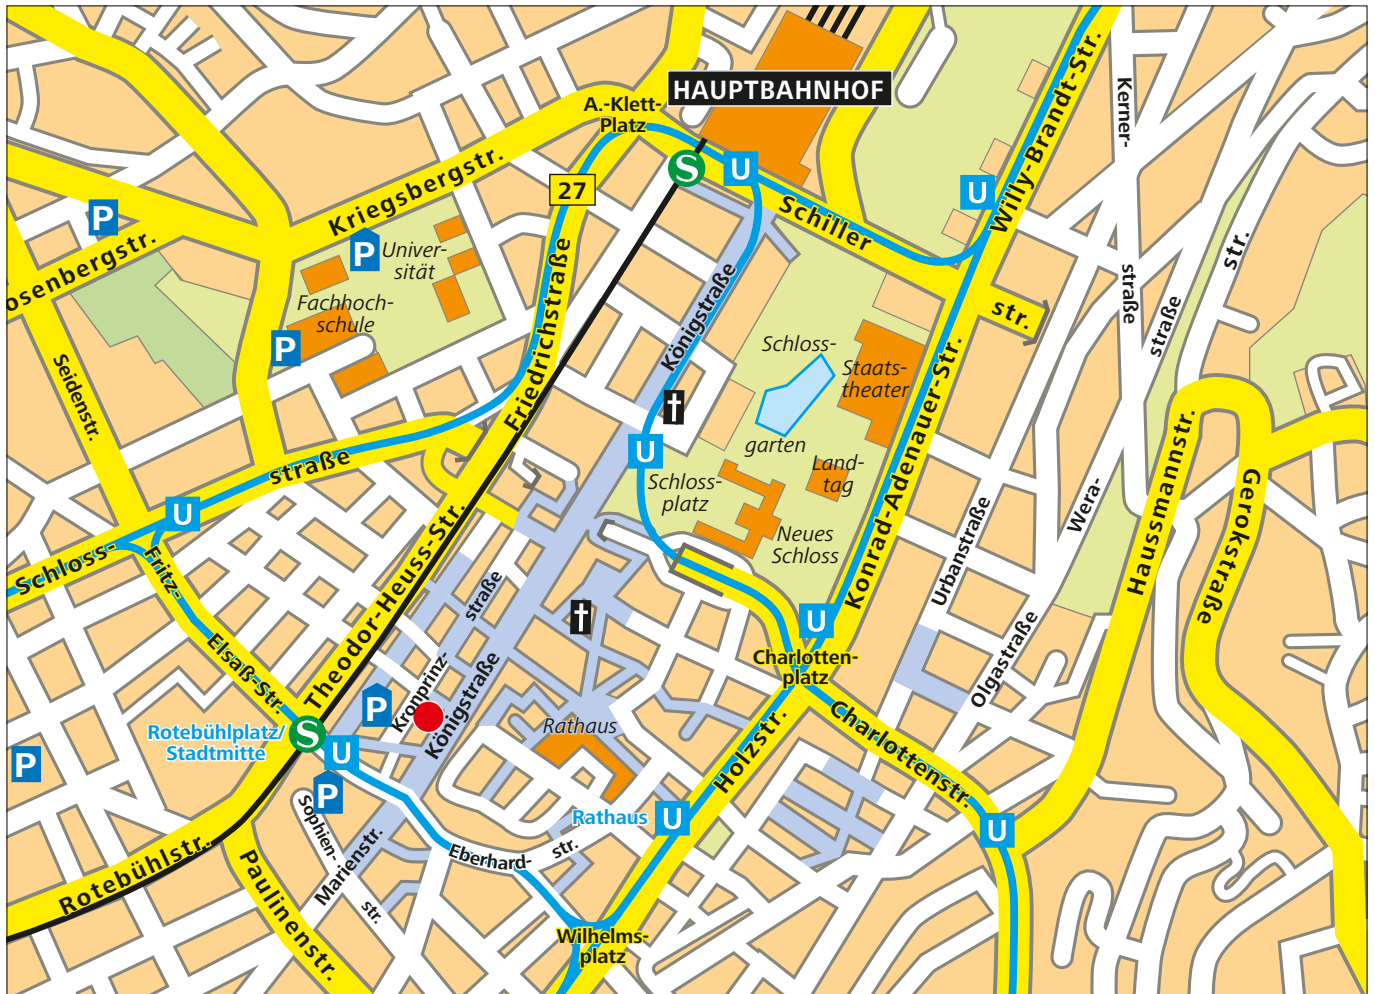 HAUPTBAHNHOF
A.-Klett-
Platz
S
U
27
U
Kriegsbergstr.
Schiller
str.
Willy-Brandt-Str.
Kerner-
straße
P
osenbergstr.
P
Univer-
sität
Fachhoch-
schule
P
Friedrichstraße
Königstraße
Schloss-
garten
Staats-
theater
straße
str.
Seidenstr.
straße
U
U
Schloss-
platz
Land-
tag
Neues
Schloss
Konrad-Adenauer-Str.
Urbanstraße
Wera-
Haussmannstr.
Gerokstraße
Schloss-
Fritz-
Elsaß-Str.
Theodor-Heuss-Str.
straße
Kronprinz-
Königstraße
U
Charlotten-
platz
Olgastraße
Rotebühlplatz/
Stadtmitte
S
U
P
P
P
Rathaus
Rathaus
U
Holzstr.
Charlottenstr.
U
Rotebühlstr.
Paulinenstr.
Sophien-
str.
Marienstr.
Eberhard-
str.
Wilhelms-
platz